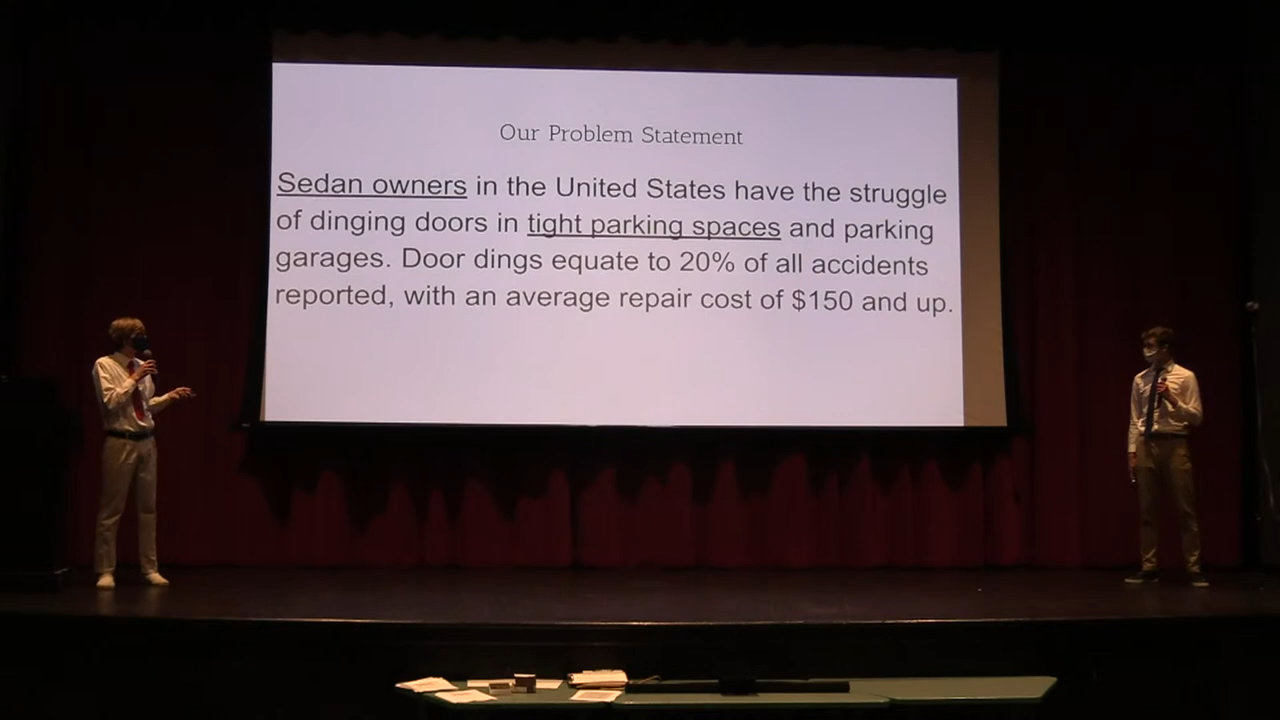 Our Problem Statement
Sedan owners in the United States have the struggle
of dinging doors in tight parking spaces and parking
garages. Door dings equate to 20% of all accidents
reported, with an average repair cost of $150 and up.